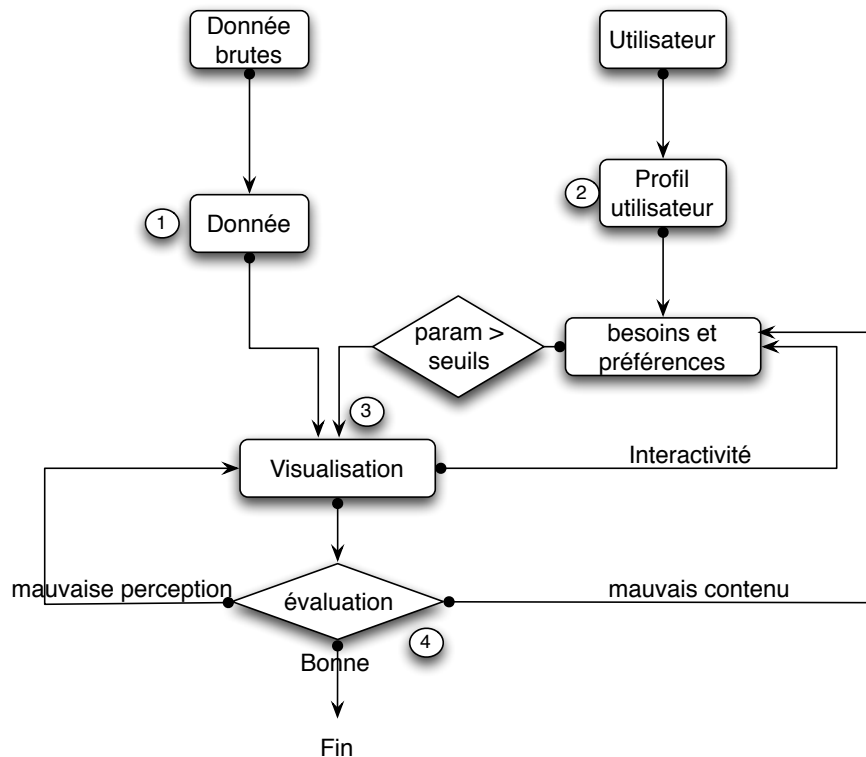 Donnée
brutes
Utilisateur
1
Donnée
2
Profil
utilisateur
param >
seuils
besoins et
préférences
3
Visualisation
Interactivité
mauvaise perception
évaluation
mauvais contenu
4
Bonne
Fin